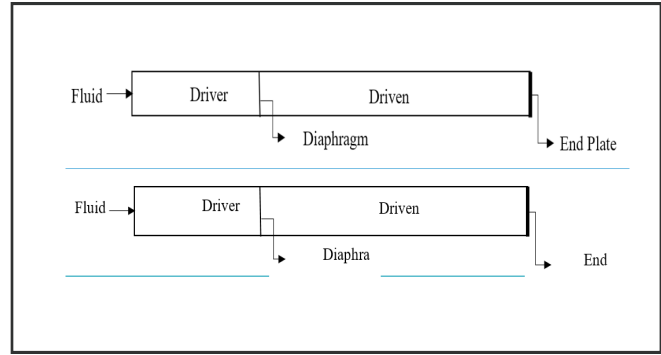 Fluid Driver Driven
Diaphragm End Plate
Fluid Driver Driven
Diaphra End